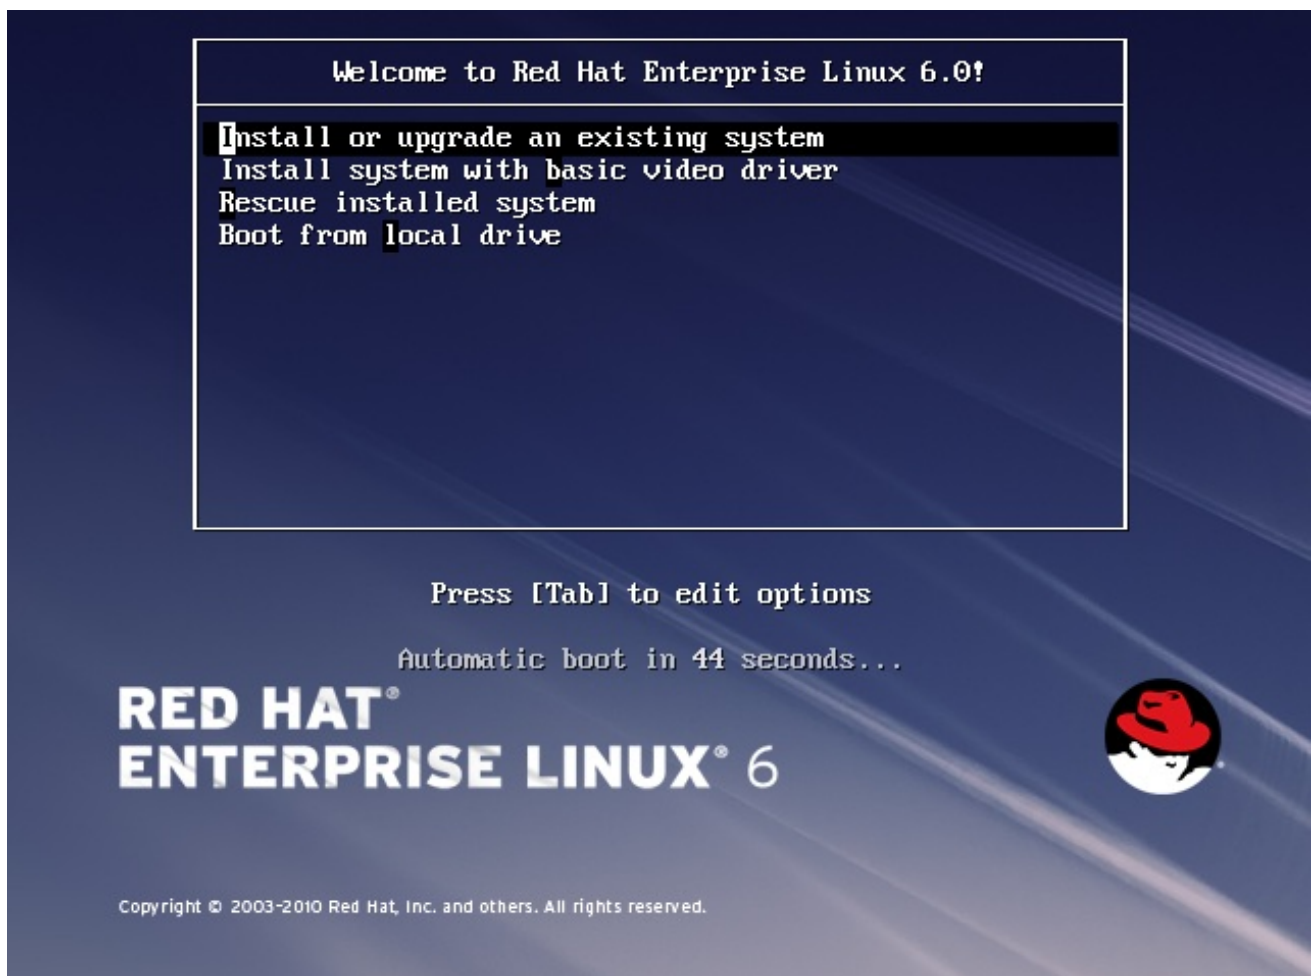 Welcome to Red Hat Enterprise Linux 6.0!
Install or upgrade an existing system
Install system with basic video driver
Rescue installed system
Boot from local drive
Press [Tab] to edit options
Automatic boot in 44 seconds...
RED HAT®
ENTERPRISE LINUX® 6
Copyright © 2003-2010 Red Hat, Inc. and others. All rights reserved.